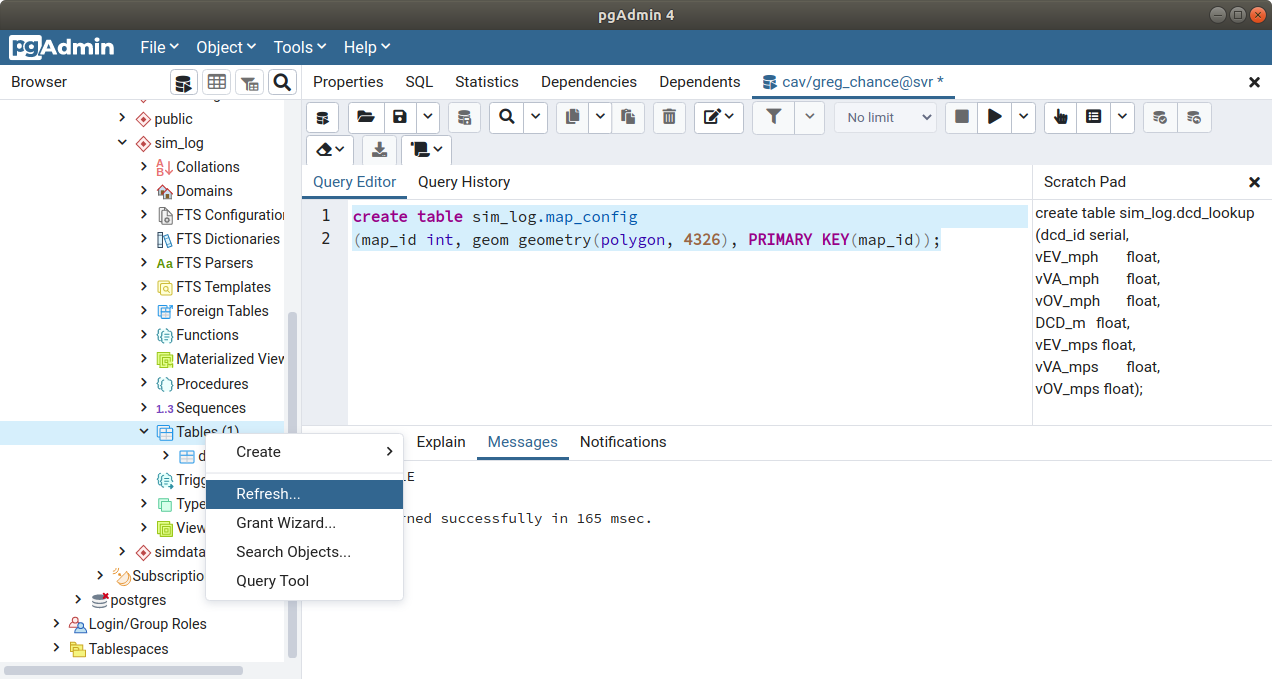 pgAdmin 4
pgAdmin File Object Tools Help
Browser
Properties SQL Statistics Dependencies Dependents cav/greg_chance@svr *
public
sim_log
Collations
Domains
FTS Configuratio
FTS Dictionaries
FTS Parsers
FTS Templates
Foreign Tables
Functions
Materialized View
Procedures
1..3 Sequences
Tables (1)
d
Trigg
Type
View
simdata
Subscriptio
postgres
Login/Group Roles
Tablespaces
Create
Refresh...
Grant Wizard...
Search Objects...
Query Tool
No limit
Query Editor Query History
1 create table sim_log.map_config
2 (map_id int, geom geometry(polygon, 4326), PRIMARY KEY(map_id));
Scratch Pad
create table sim_log.dcd_lookup
(dcd_id serial,
vEV_mph float,
vVA_mph float,
vOV_mph float,
DCD_m float,
vEV_mps float,
vVA_mps float,
vOV_mps float);
Explain Messages Notifications
LE
rned successfully in 165 msec.